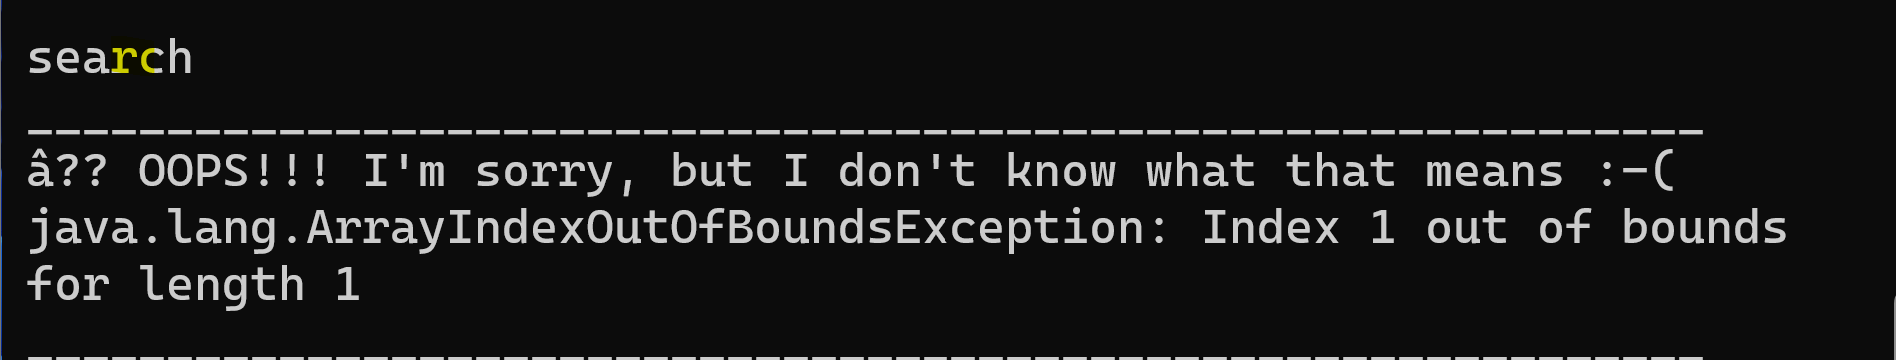 search
____________________________________________________________
â?? OOPS!!! I'm sorry, but I don't know what that means :-(
java.lang.ArrayIndexOutOfBoundsException: Index 1 out of bounds
for length 1
____________________________________________________________